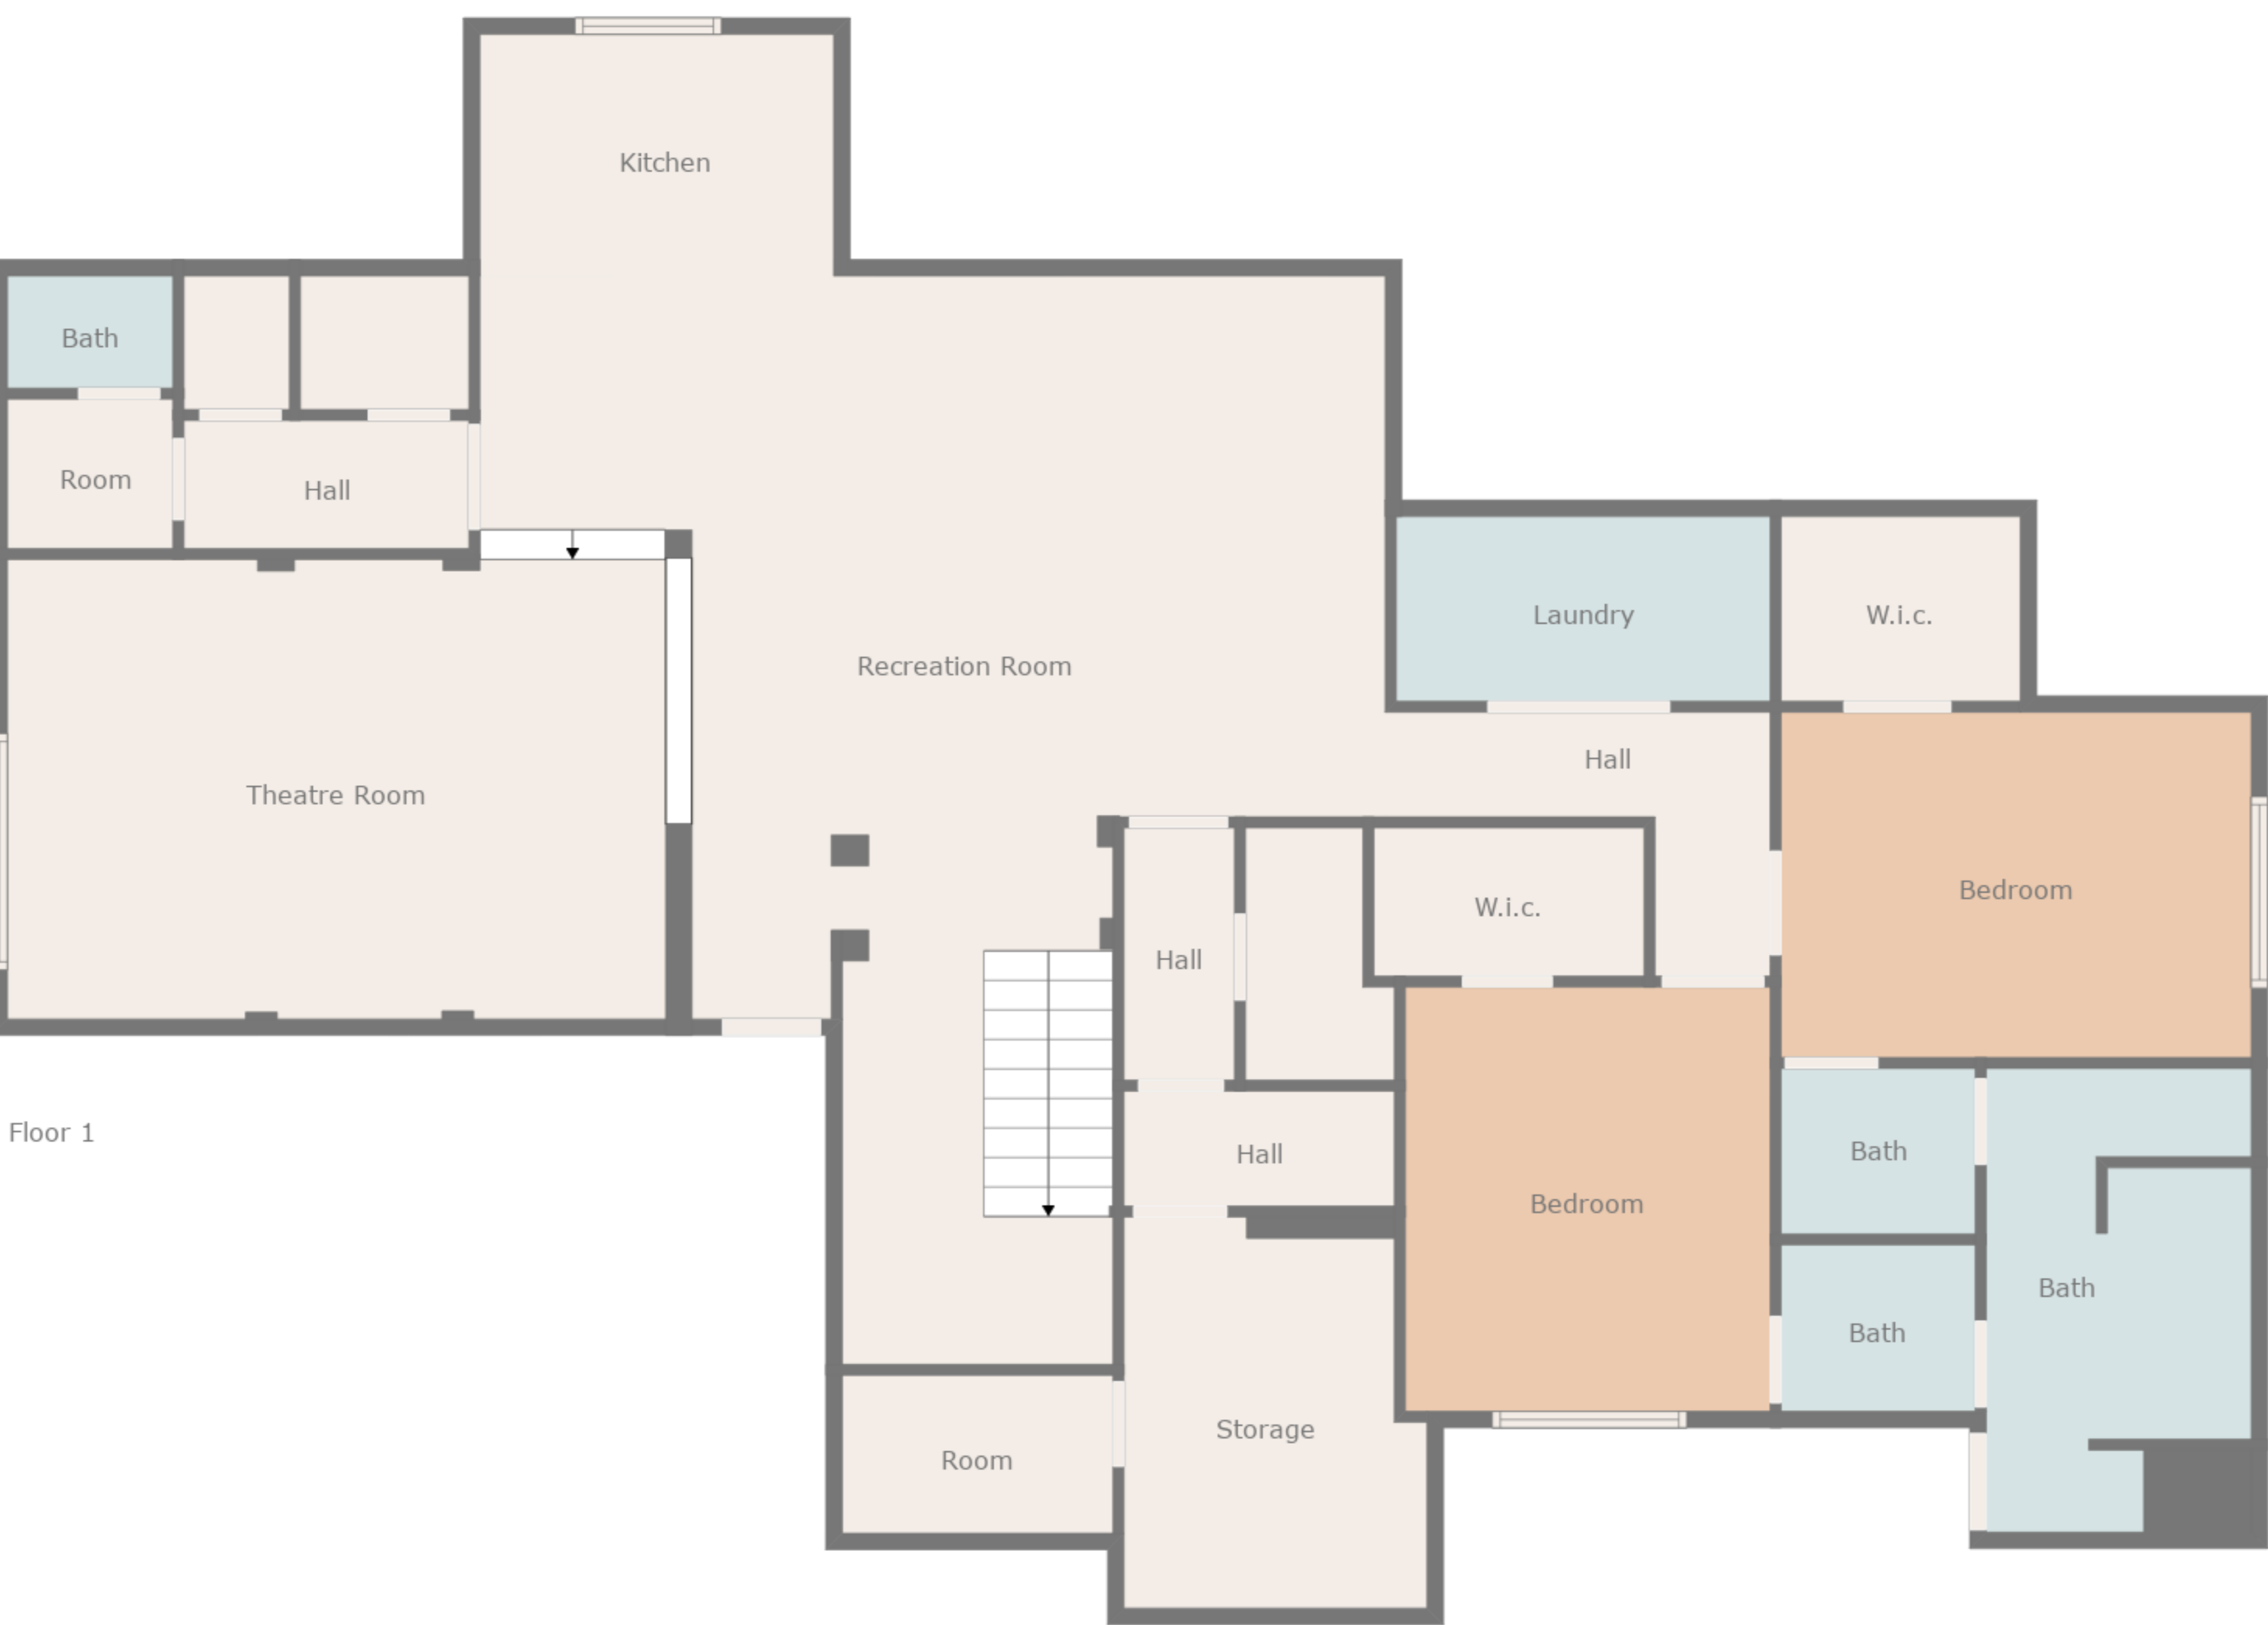 Kitchen
Bath
Room
Hall
Laundry
W.i.c.
Recreation Room
Theatre Room
Hall
Bedroom
W.i.c.
Hall
Floor 1
Hall
Bath
Bedroom
Bath
Bath
Storage
Room